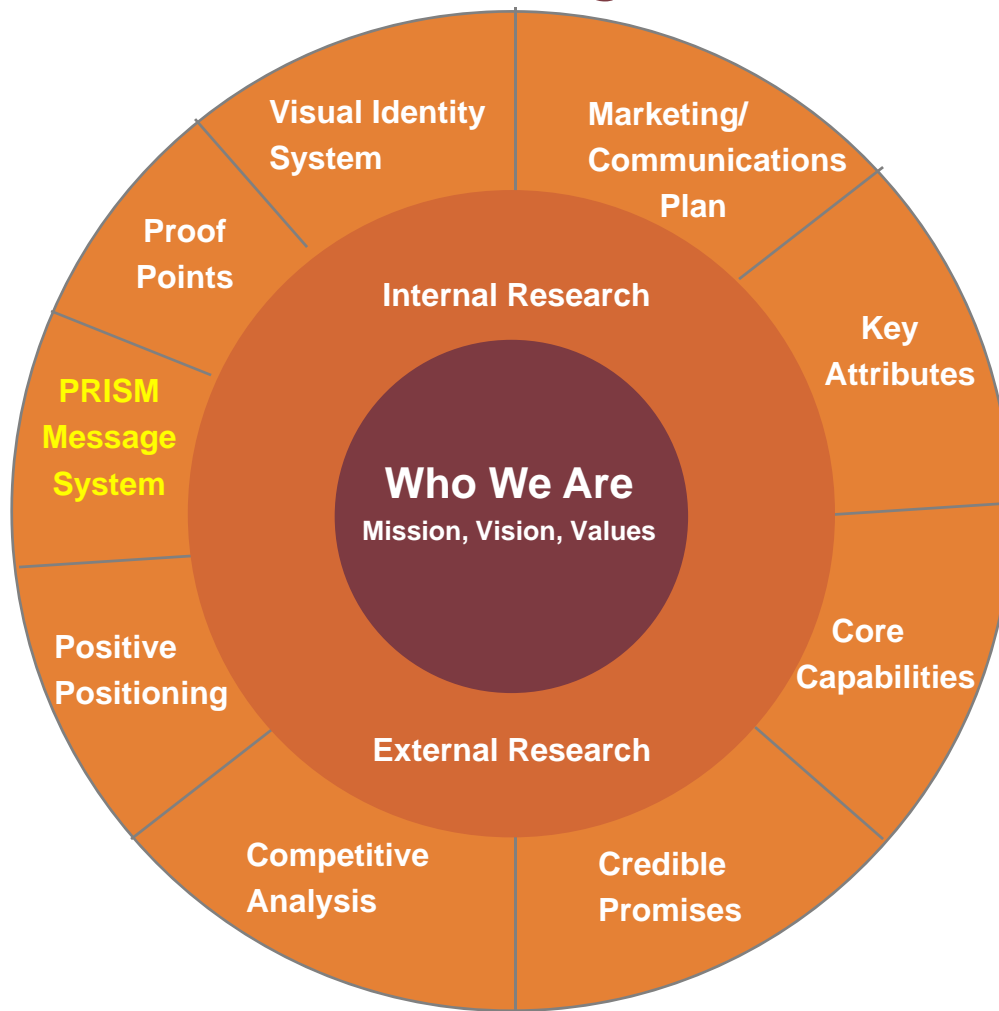 Visual Identity
System
Marketing/
Communications
Plan
Proof
Points
Internal Research
Key
Attributes
PRISM
Message
System
Who We Are
Mission, Vision, Values
Positive
Positioning
Core
Capabilities
External Research
Competitive
Analysis
Credible
Promises